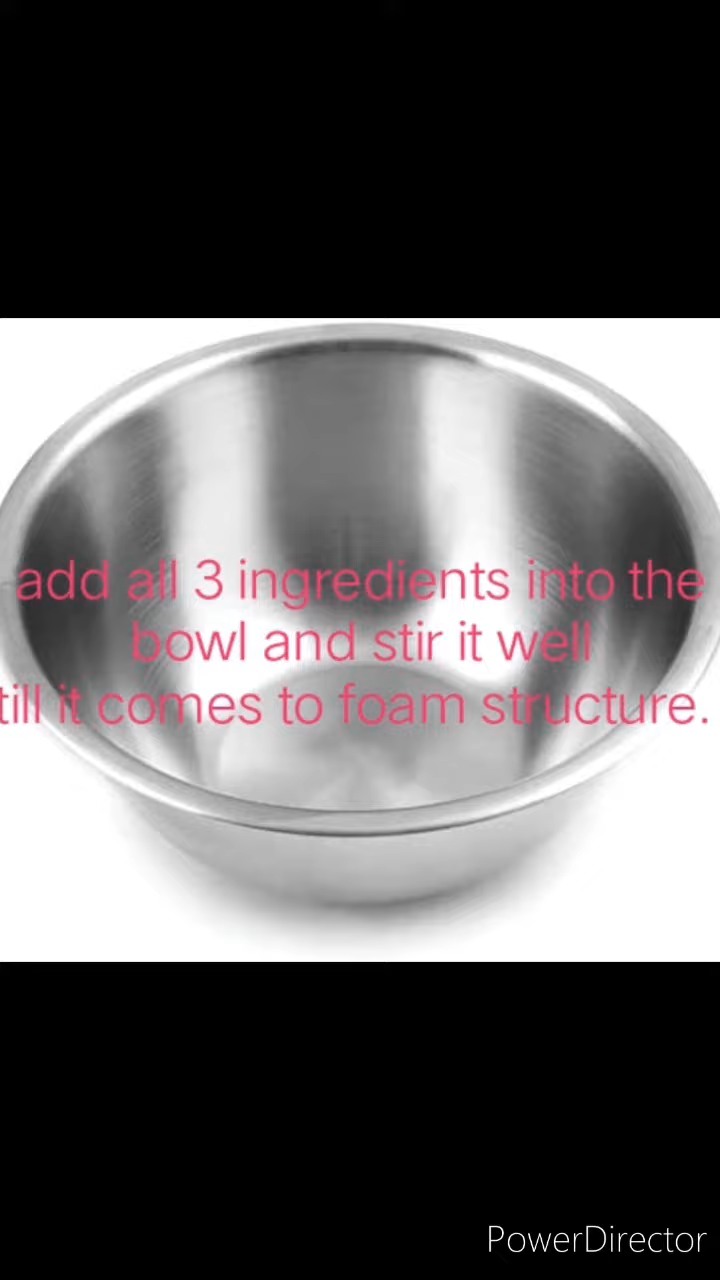 add all 3 ingredients into the
bowl and stir it well
till it comes to foam structure.
PowerDirector